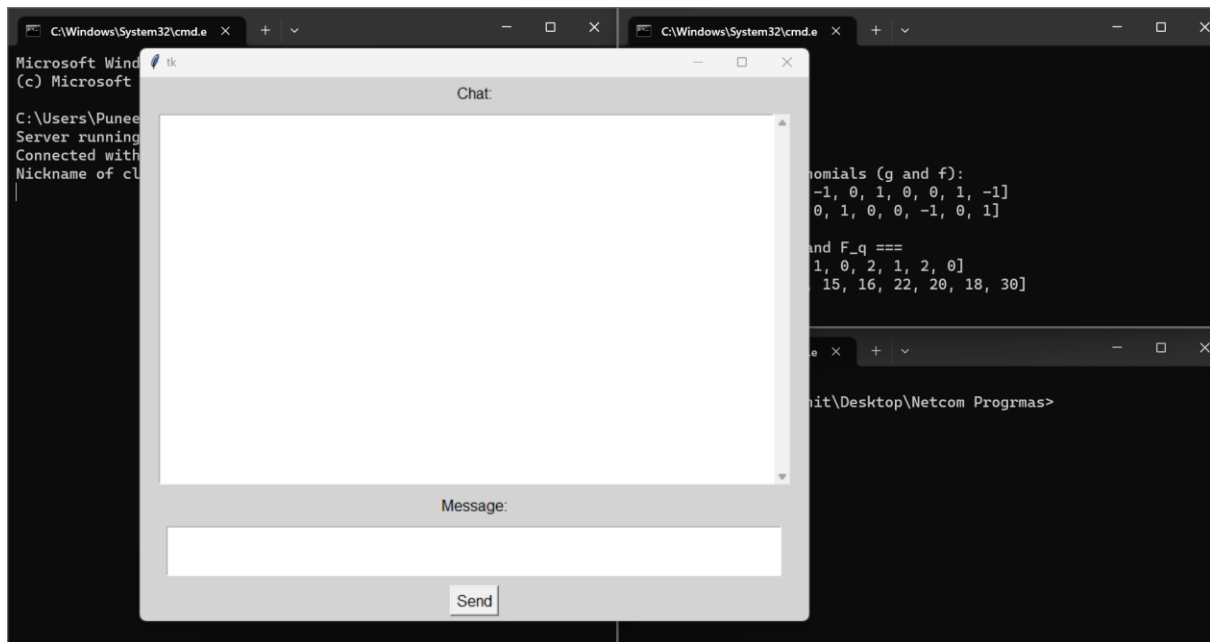 C:\Windows\System32\cmd.e
Microsoft Wind
(c) Microsoft
C:\Users\Punee
Server running
Connected with
Nickname of cl
tk
Chat:
Message:
Send
C:\Windows\System32\cmd.e
nomials (g and f):
-1, 0, 1, 0, 0, 1, -1]
0, 1, 0, 0, -1, 0, 1]
and F_q ===
1, 0, 2, 1, 2, 0]
, 15, 16, 22, 20, 18, 30]
.e
nit\Desktop\Netcom Progrmas>